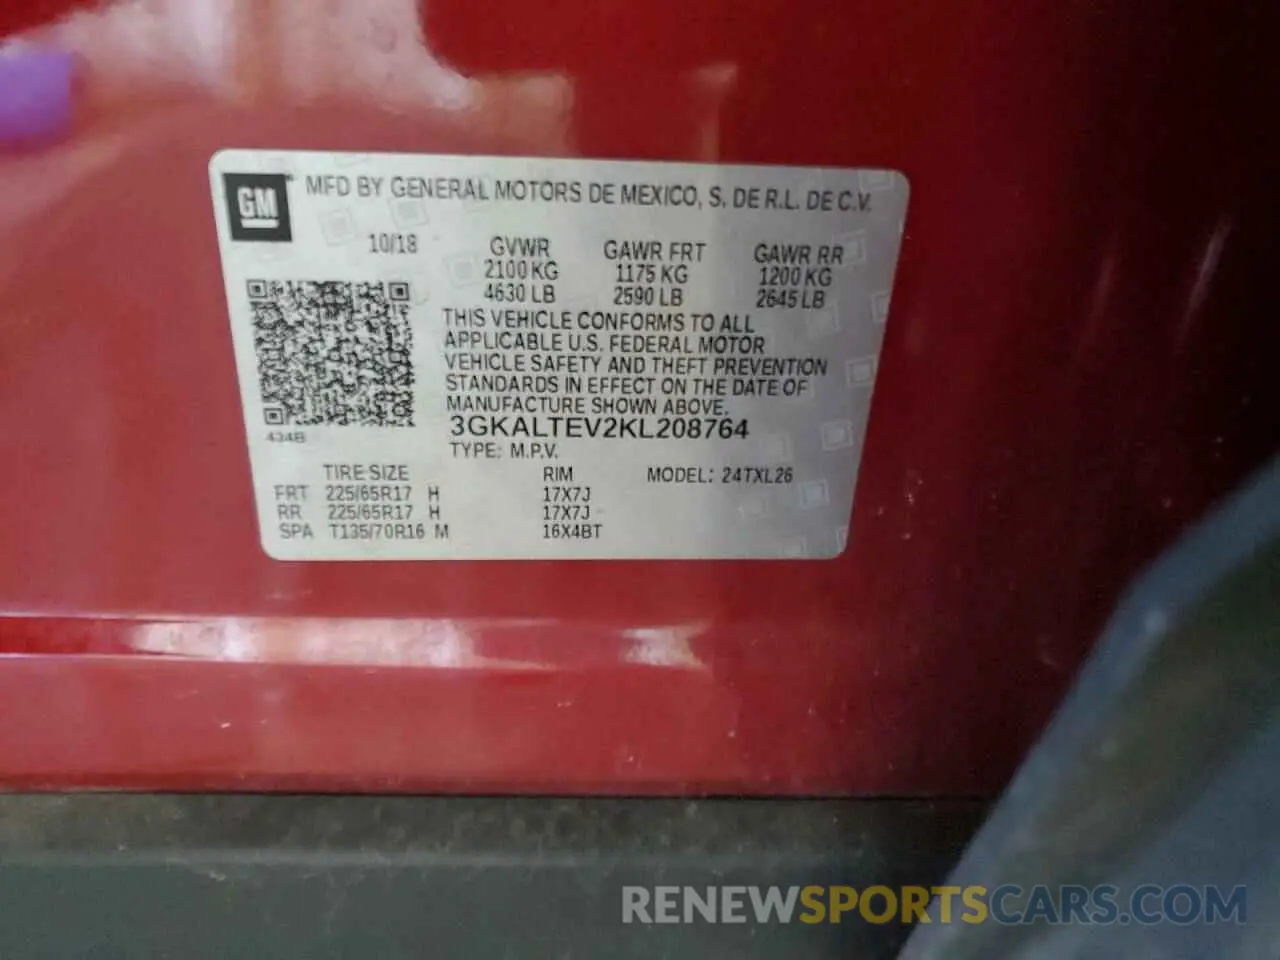 GM
MFD BY GENERAL MOTORS DE MEXICO, S. DE R.L. DE C.V.
10/18 GVWR GAWR FRT GAWR RR
2100 KG 1175 KG 1200 KG
4630 LB 2590 LB 2645 LB
THIS VEHICLE CONFORMS TO ALL
APPLICABLE U.S. FEDERAL MOTOR
VEHICLE SAFETY AND THEFT PREVENTION
STANDARDS IN EFFECT ON THE DATE OF
MANUFACTURE SHOWN ABOVE.
434B
3GKALTEV2KL208764
TYPE: M.P.V.
TIRE SIZE RIM MODEL: 24TXL26
FRT 225/65R17 H 17X7J
RR 225/65R17 H 17X7J
SPA T135/70R16 M 16X4BT
RENEWSPORTSCARS.COM